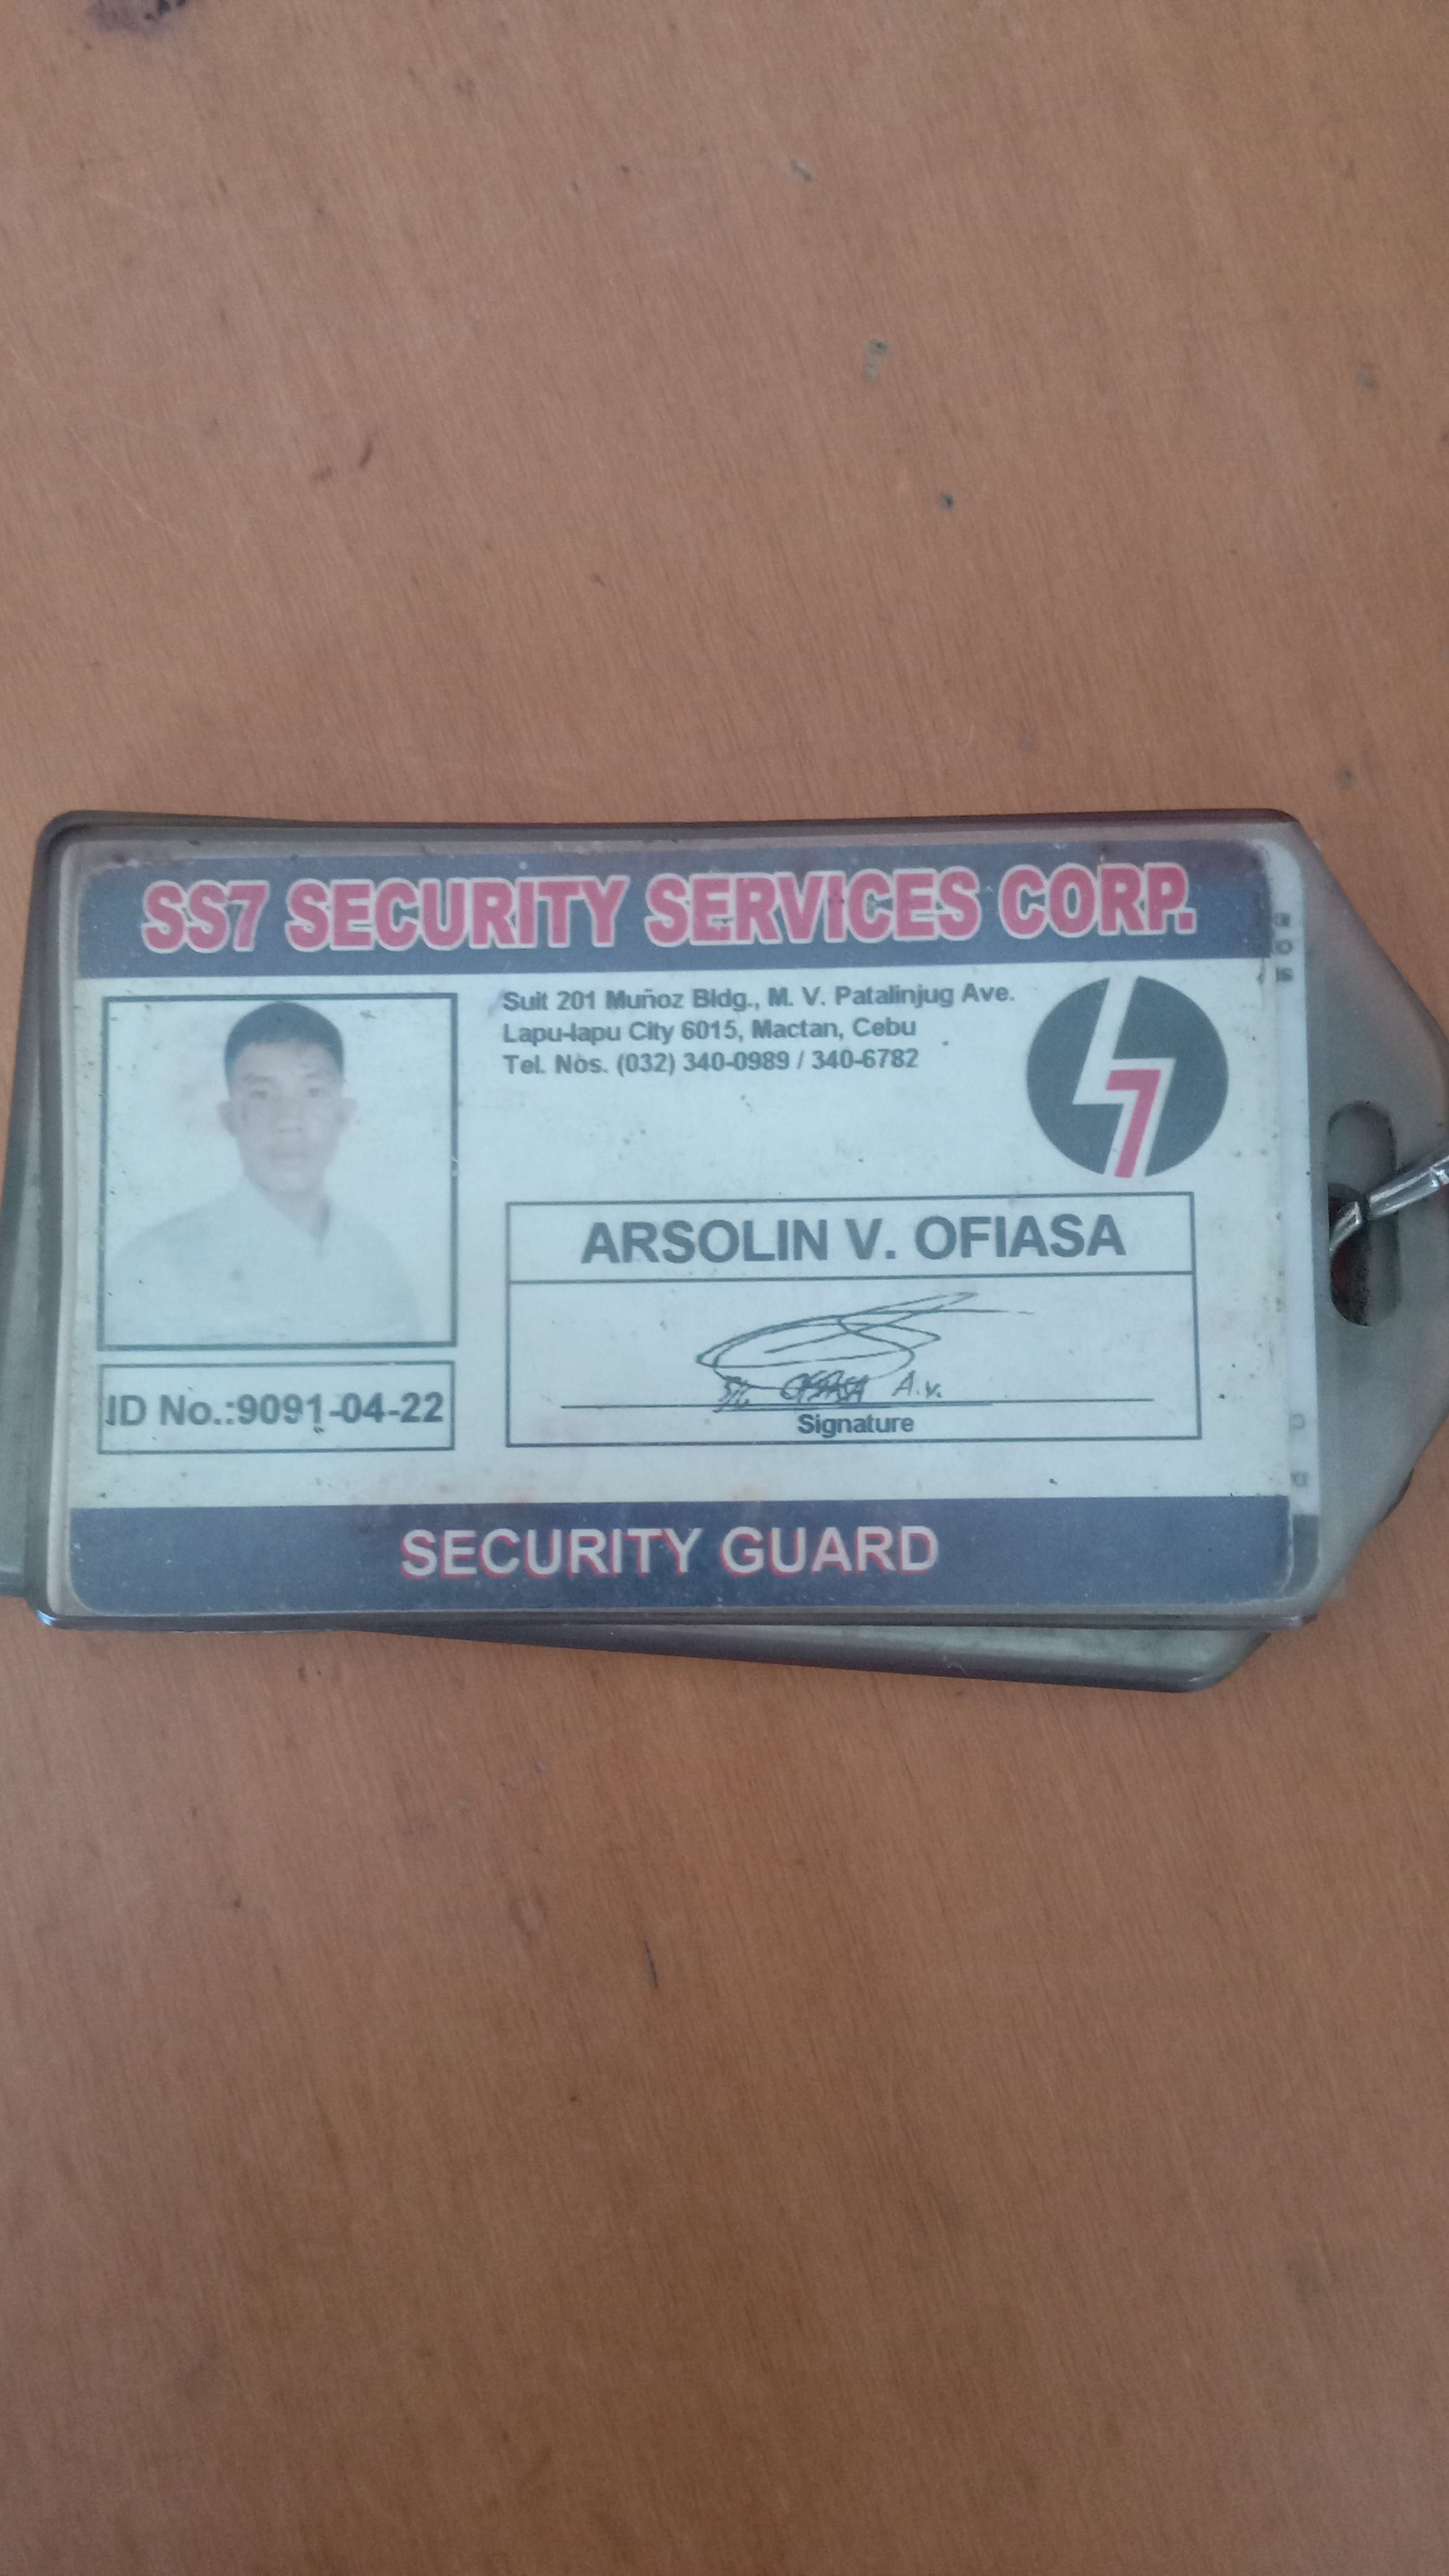 SS7 SECURITY SERVICES CORP.
Suit 201 Muñoz Bldg., M. V. Patalinjug Ave.
Lapu-lapu City 6015, Mactan, Cebu
Tel. Nos. (032) 340-0989 / 340-6782
7
ARSOLIN V. OFIASA
OFIASA A.V.
Signature
ID No.:9091-04-22
SECURITY GUARD